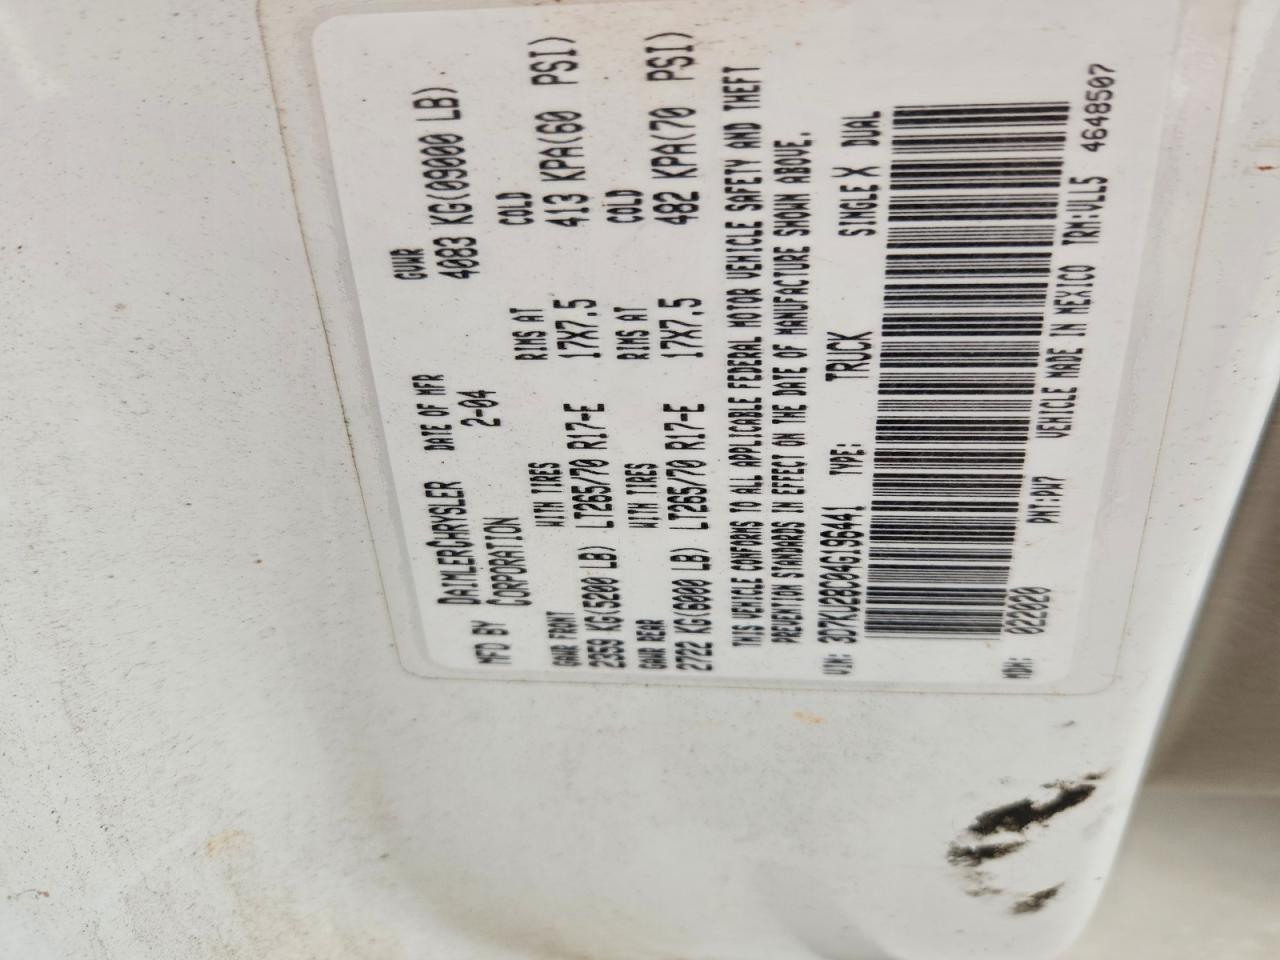 MFD BY DAIMLERCHRYSLER CORPORATION DATE OF MFR 2-04 GVWR 4083 KG(09000 LB)
GAWR FRONT WITH TIRES RIMS AT COLD
2359 KG(5200 LB) LT265/70 R17-E 17X7.5 413 KPA(60 PSI)
GAWR REAR WITH TIRES RIMS AT COLD
2722 KG(6000 LB) LT265/70 R17-E 17X7.5 482 KPA(70 PSI)
THIS VEHICLE CONFORMS TO ALL APPLICABLE FEDERAL MOTOR VEHICLE SAFETY AND THEFT
PREVENTION STANDARDS IN EFFECT ON THE DATE OF MANUFACTURE SHOWN ABOVE.
VIN: 3D7KU28C04G196441 TYPE: TRUCK SINGLE X DUAL
MDH: 022020 PNT:PW7 VEHICLE MADE IN MEXICO TRM:VLL5 4648507